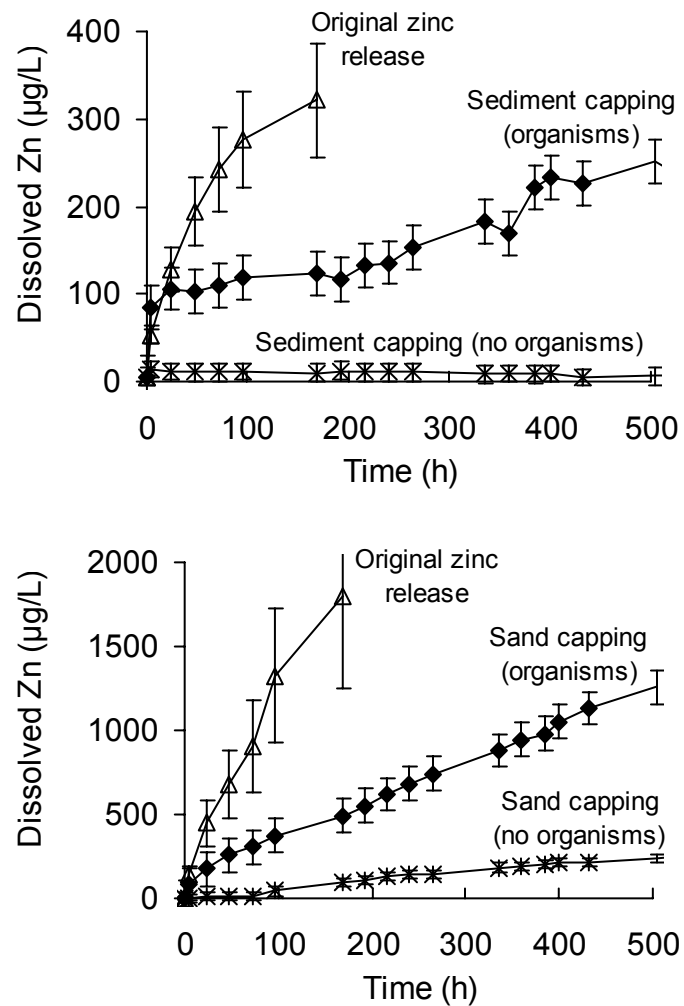 Original zinc
release
400
Sediment capping
(organisms)
300
200
100
Sediment capping (no organisms)
0
Dissolved Zn (µg/L)
0 100 200 300 400 500
Time (h)
2000
Original zinc
release
1500
Sand capping
(organisms)
1000
Sand capping
(no organisms)
500
0
Dissolved Zn (µg/L)
0 100 200 300 400 500
Time (h)